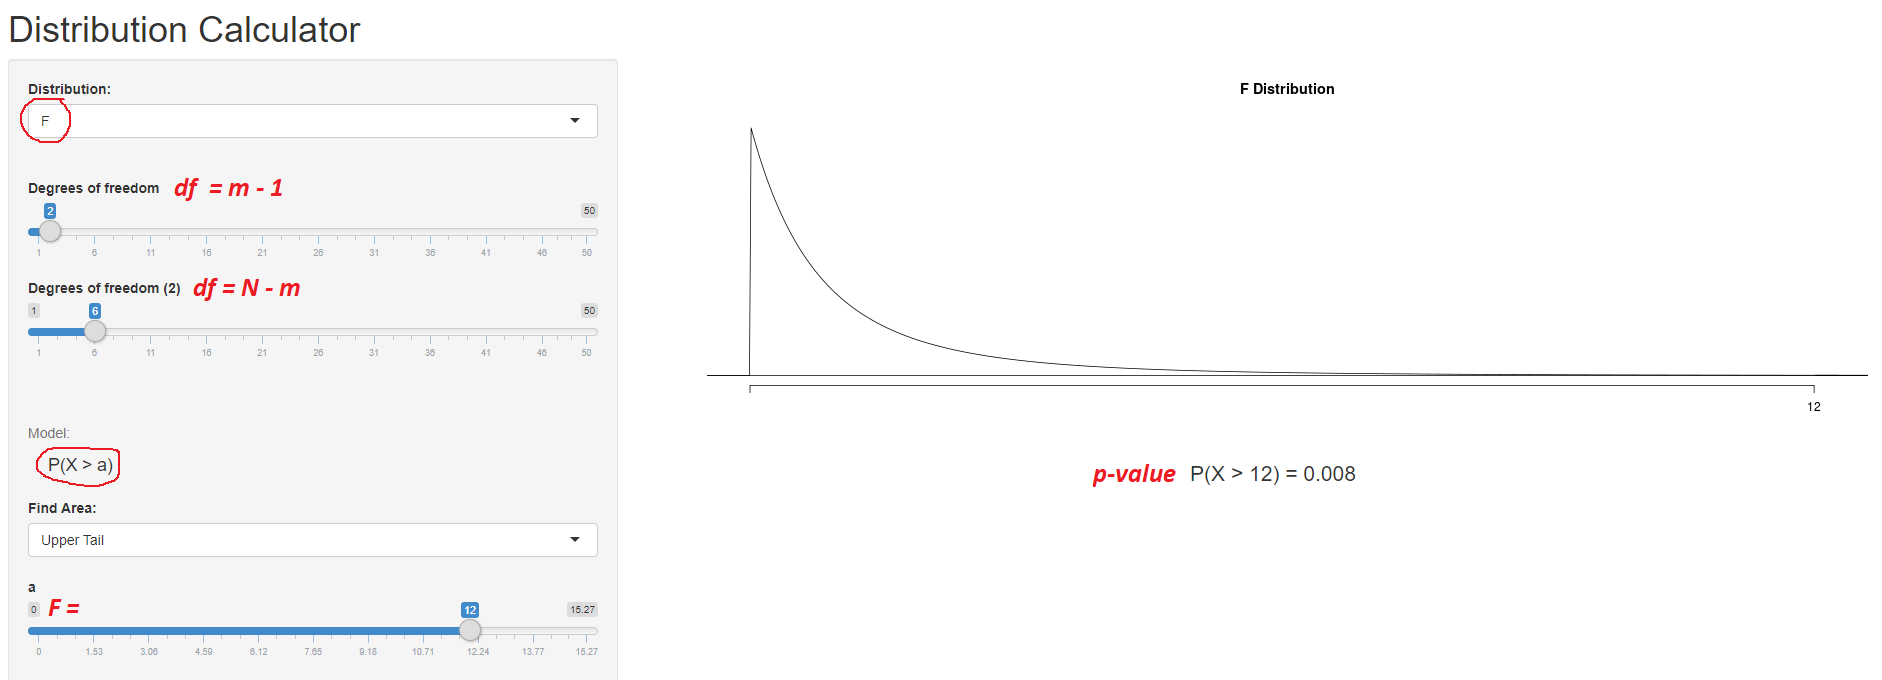 Distribution Calculator
Distribution:
F
Degrees of freedom df = m - 1
2 50
1 6 11 16 21 26 31 36 41 46 50
Degrees of freedom (2) df = N - m
1 6 50
1 6 11 16 21 26 31 36 41 46 50
Model:
P(X > a)
Find Area:
Upper Tail
a
0 F = 12 15.27
0 1.53 3.06 4.59 6.12 7.65 9.18 10.71 12.24 13.77 15.27
F Distribution
12
p-value P(X > 12) = 0.008